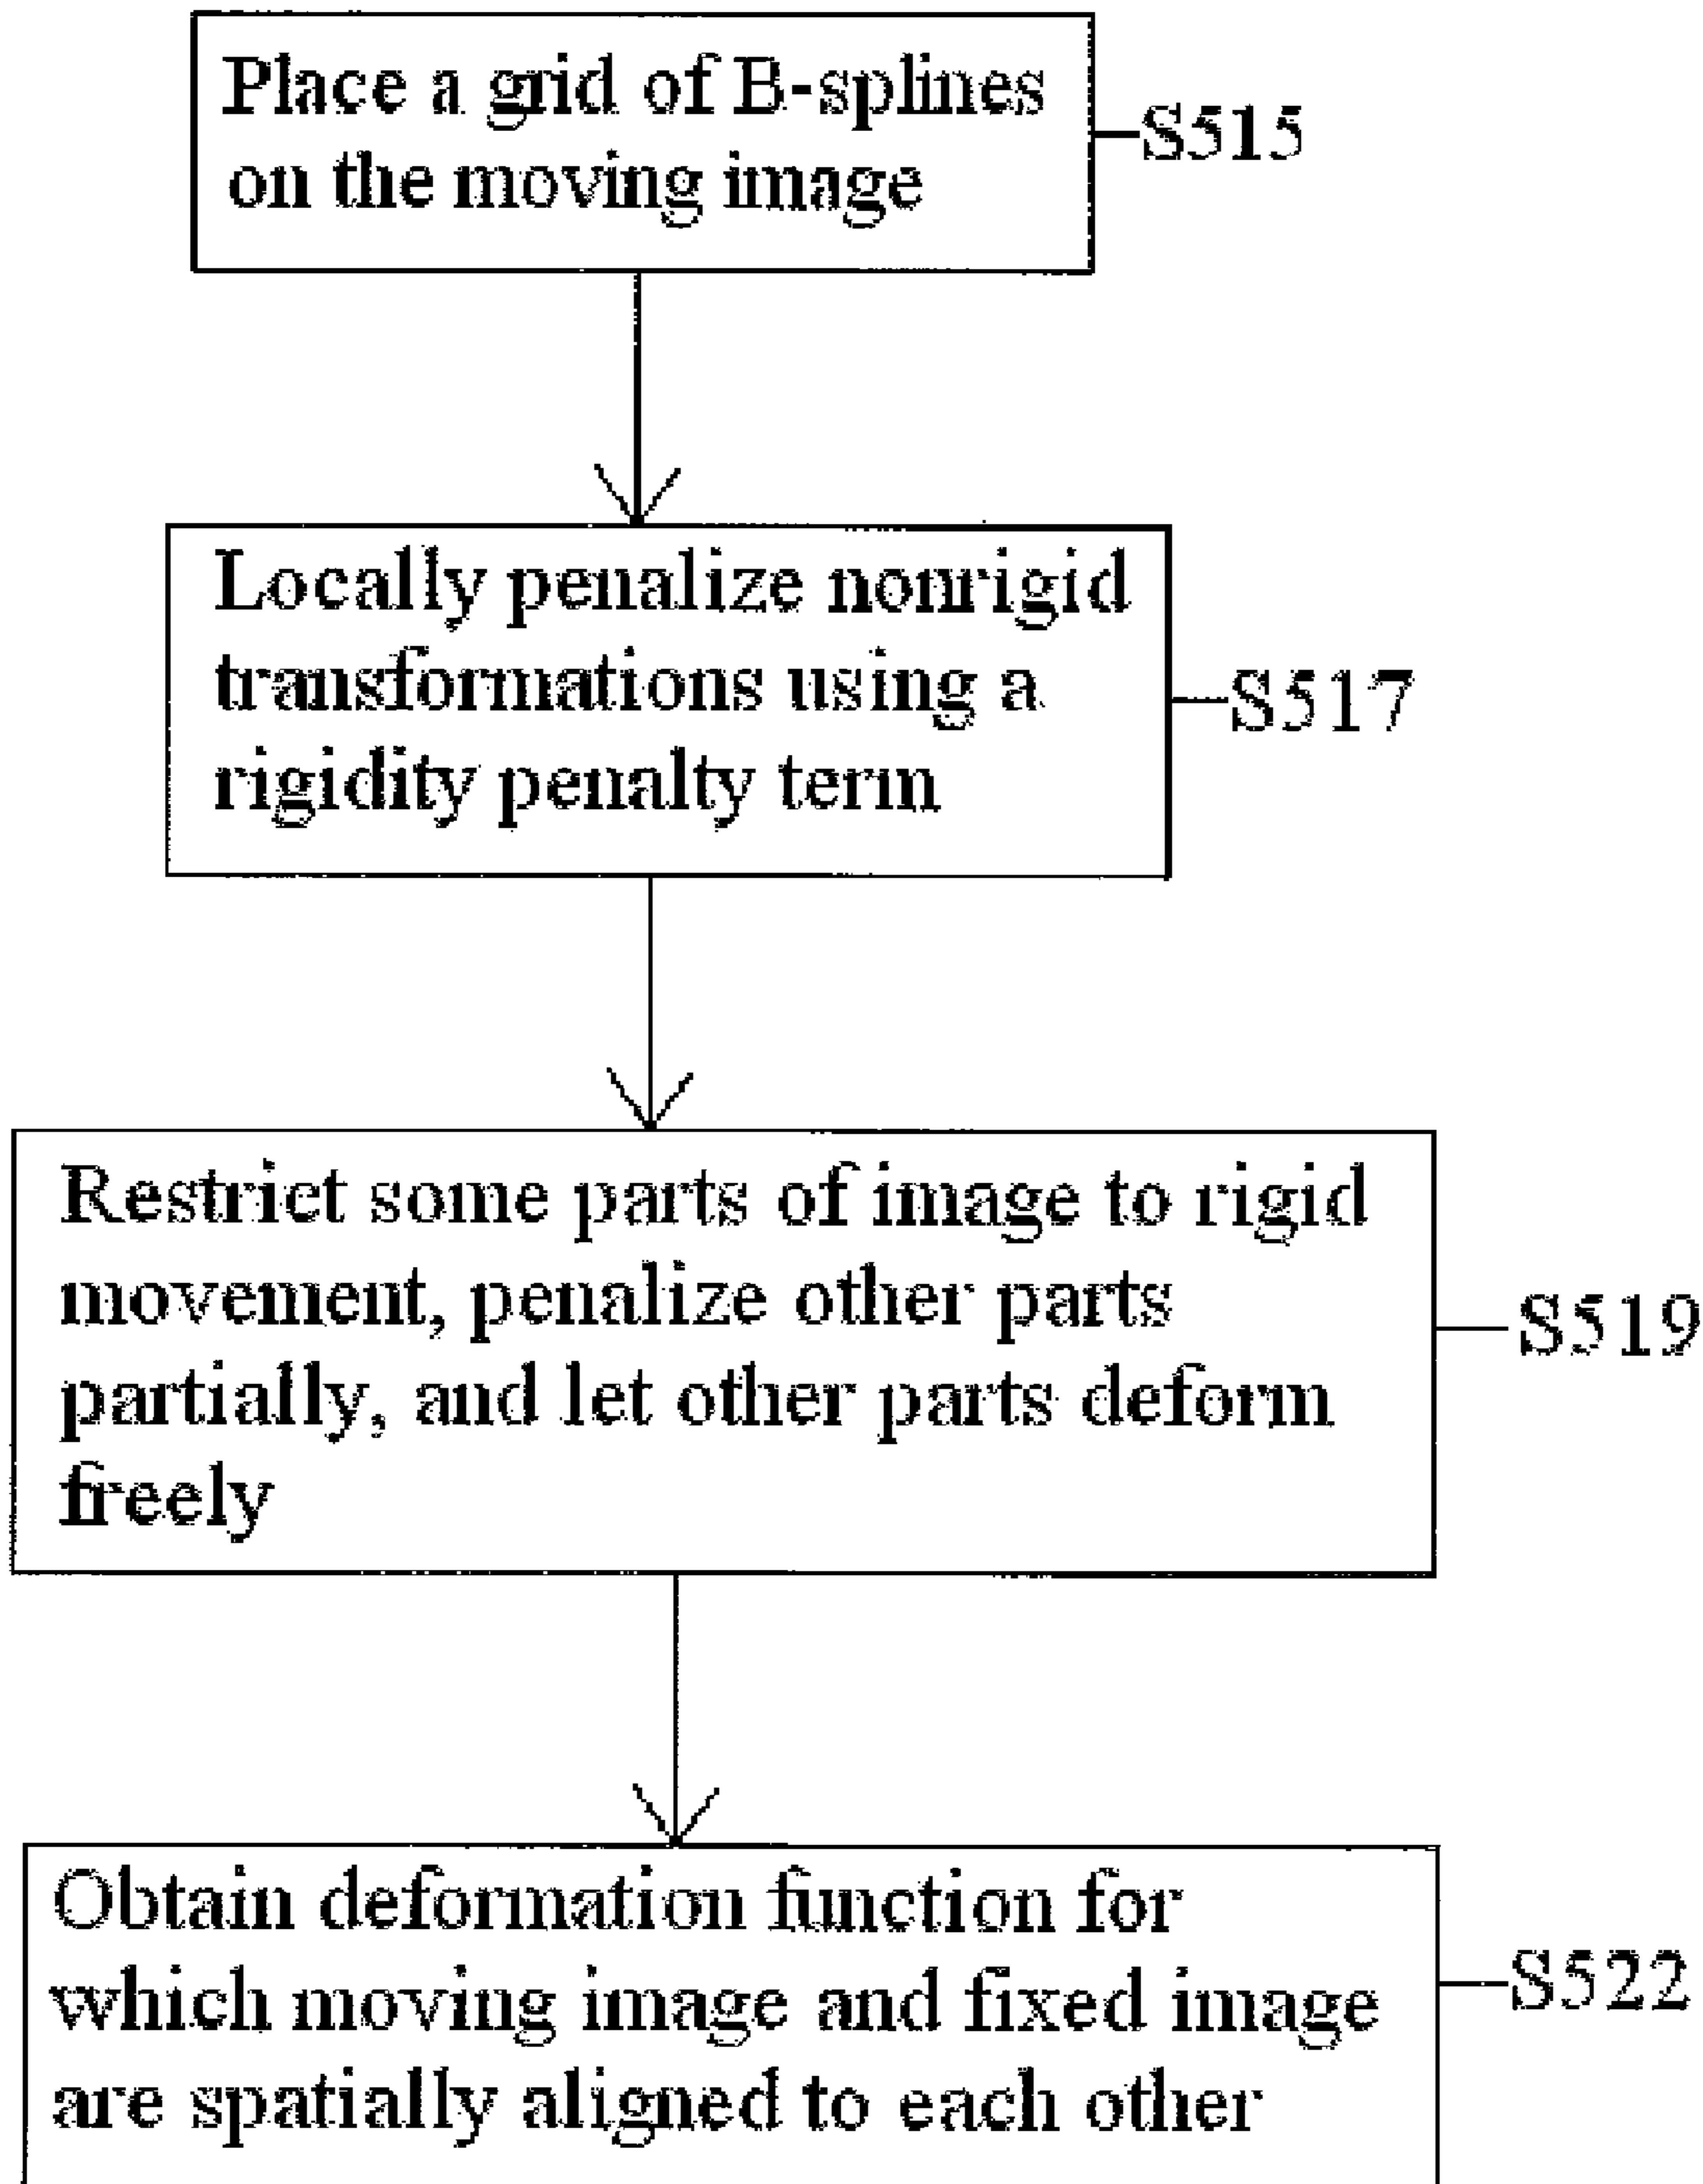 Place a grid of B-splines
on the moving image
S515
Locally penalize nonrigid
transformations using a
rigidity penalty term
S517
Restrict some parts of image to rigid
movement, penalize other parts
partially, and let other parts deform
freely
S519
Obtain deformation function for
which moving image and fixed image
are spatially aligned to each other
S522